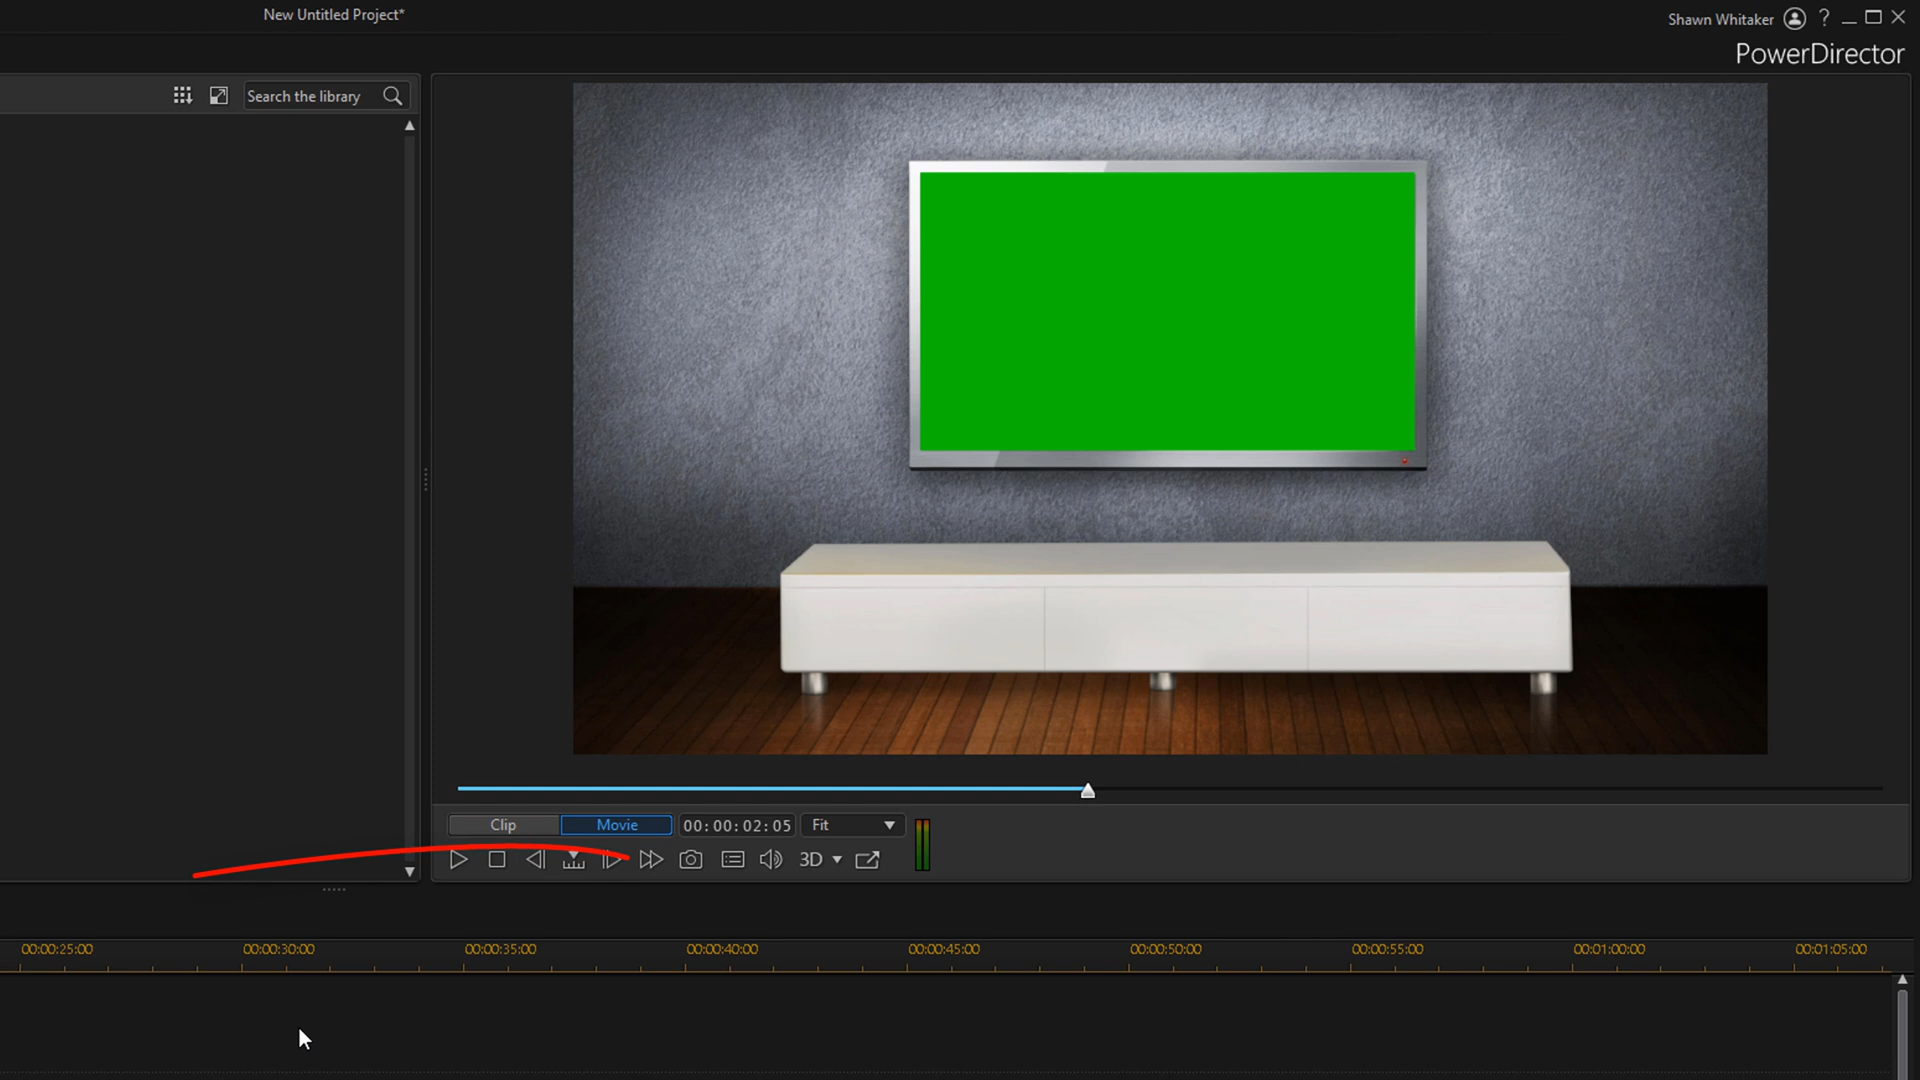 New Untitled Project*
Shawn Whitaker ?
PowerDirector
Search the library
Clip Movie 00:00:02:05 Fit
3D
00:00:25:00 00:00:30:00 00:00:35:00 00:00:40:00 00:00:45:00 00:00:50:00 00:00:55:00 00:01:00:00 00:01:05:00